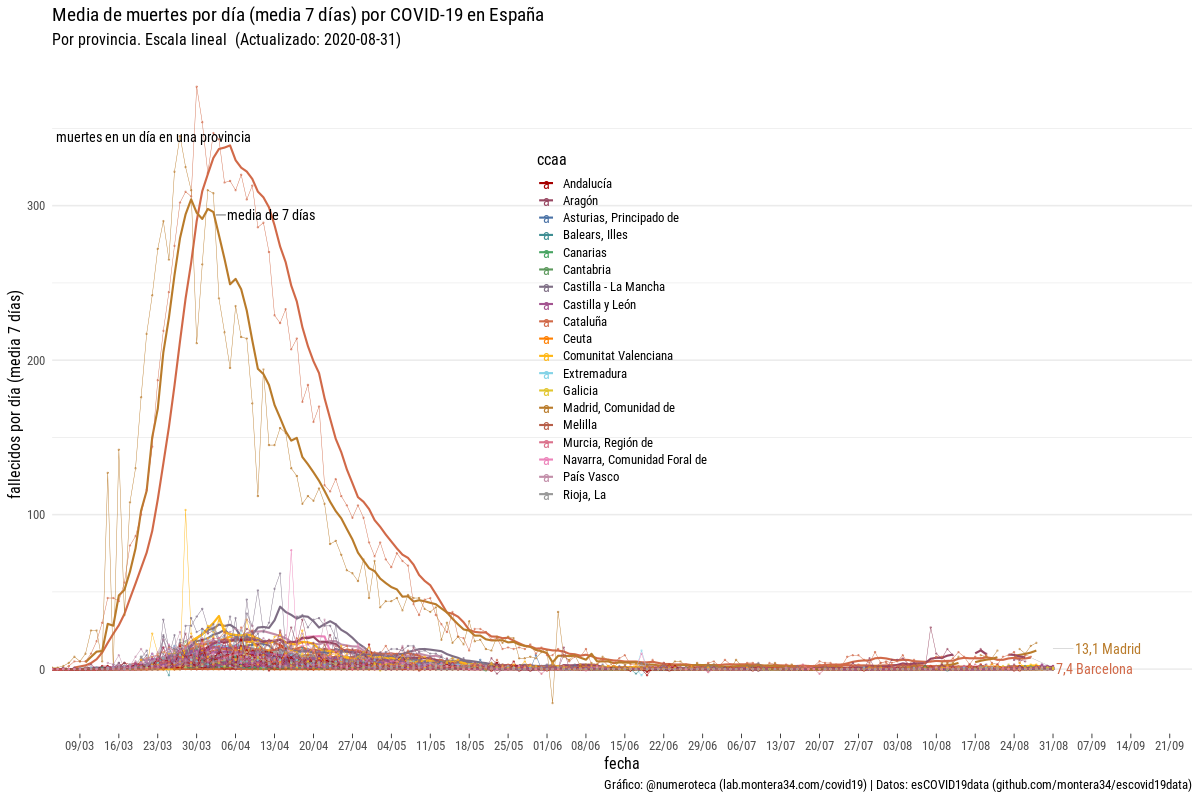 Media de muertes por día (media 7 días) por COVID-19 en España
Por provincia. Escala lineal (Actualizado: 2020-08-31)
muertes en un día en una provincia
media de 7 días
ccaa
Andalucía
Aragón
Asturias, Principado de
Balears, Illes
Canarias
Cantabria
Castilla - La Mancha
Castilla y León
Cataluña
Ceuta
Comunitat Valenciana
Extremadura
Galicia
Madrid, Comunidad de
Melilla
Murcia, Región de
Navarra, Comunidad Foral de
País Vasco
Rioja, La
fallecidos por día (media 7 días)
300
200
100
0
13,1 Madrid
7,4 Barcelona
09/03 16/03 23/03 30/03 06/04 13/04 20/04 27/04 04/05 11/05 18/05 25/05 01/06 08/06 15/06 22/06 29/06 06/07 13/07 20/07 27/07 03/08 10/08 17/08 24/08 31/08 07/09 14/09 21/09
fecha
Gráfico: @numeroteca (lab.montera34.com/covid19) | Datos: esCOVID19data (github.com/montera34/escovid19data)